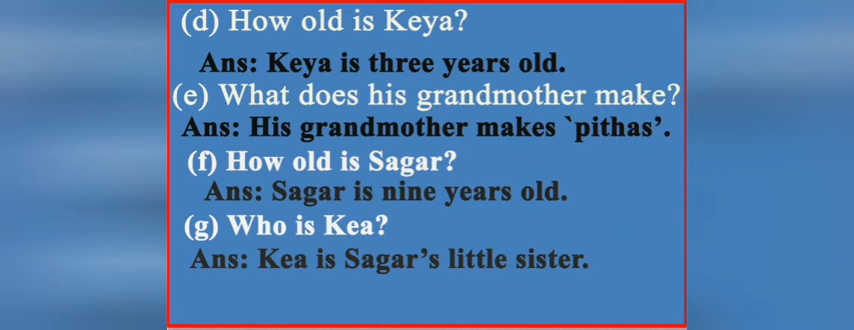 (d) How old is Keya?
Ans: Keya is three years old.
(e) What does his grandmother make?
Ans: His grandmother makes `pithas’.
(f) How old is Sagar?
Ans: Sagar is nine years old.
(g) Who is Kea?
Ans: Kea is Sagar’s little sister.